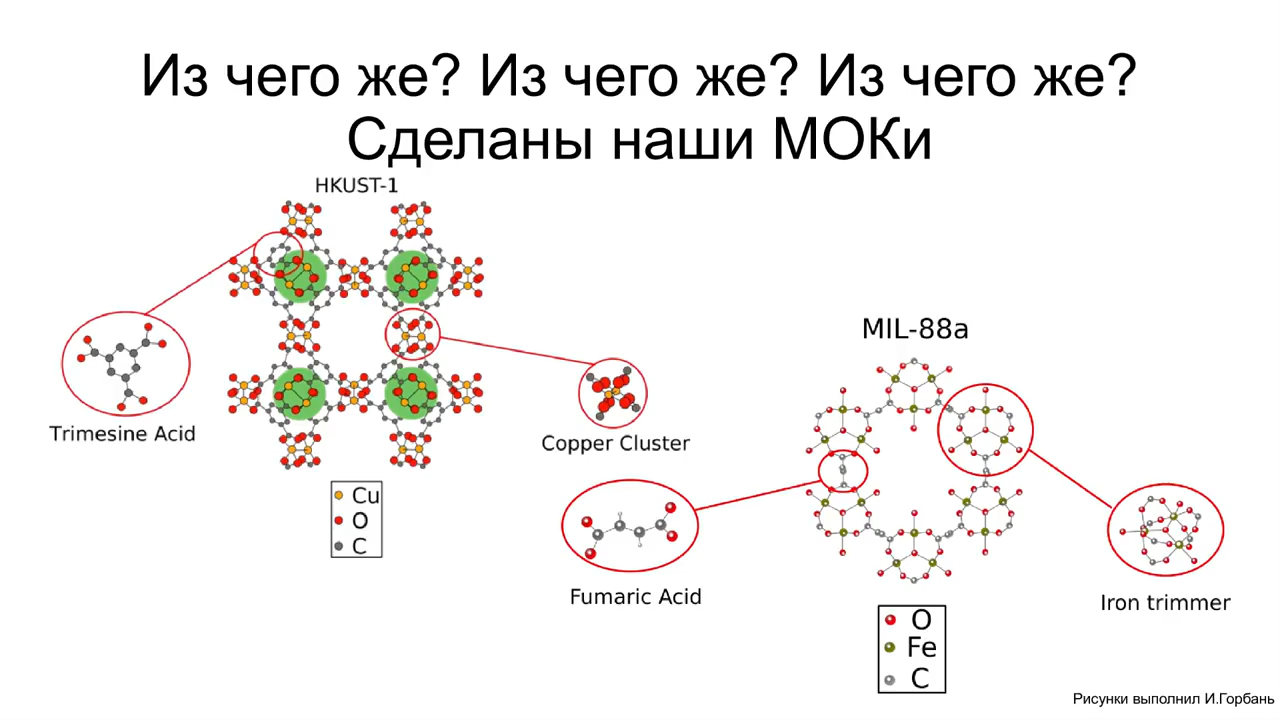 Из чего же? Из чего же? Из чего же?
Сделаны наши МОКи
HKUST-1
Trimesine Acid
Copper Cluster
Cu
O
C
MIL-88a
Fumaric Acid
Iron trimmer
O
Fe
C
Рисунки выполнил И.Горбань